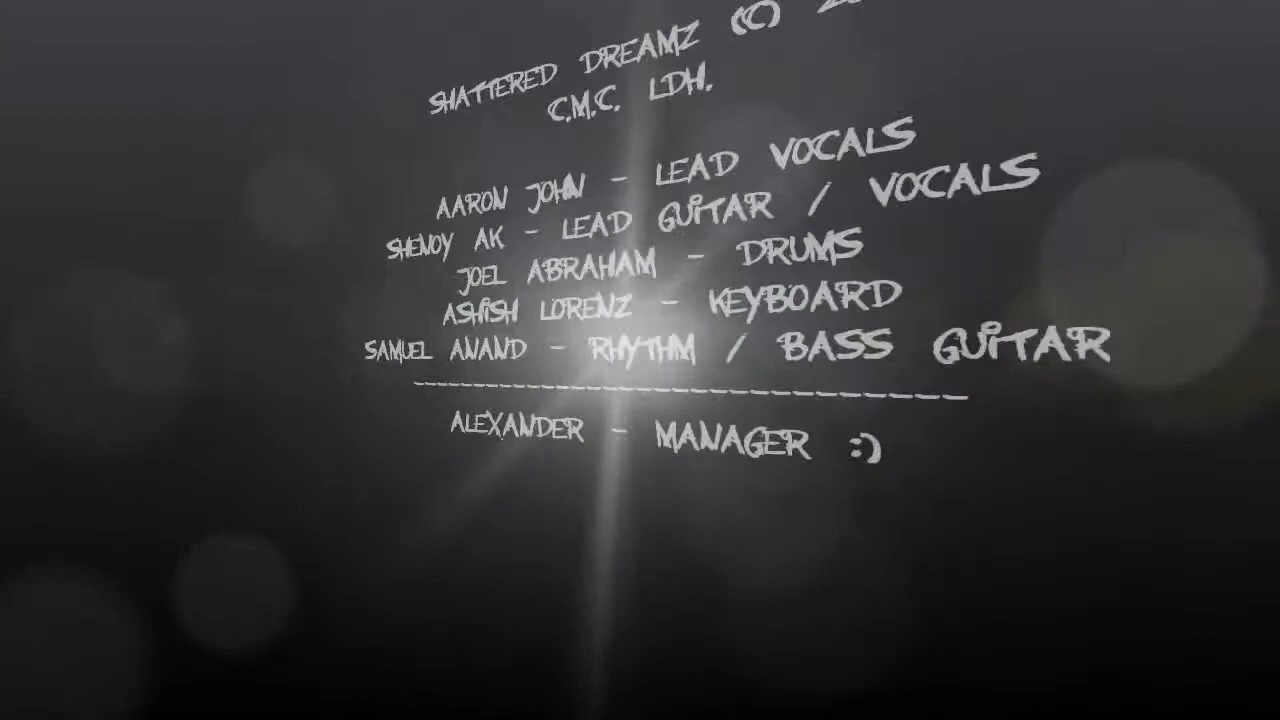 SHATTERED DREAMZ (C)
C.M.C. LDH.
AARON JOHN - LEAD VOCALS
SHENOY AK - LEAD GUITAR / VOCALS
JOEL ABRAHAM - DRUMS
ASHISH LORENZ - KEYBOARD
SAMUEL ANAND - RHYTHM / BASS GUITAR
------------------------------------
ALEXANDER - MANAGER :)